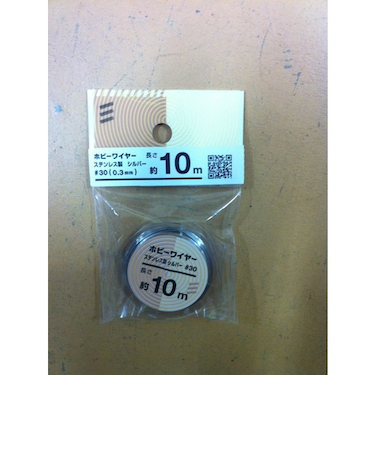 ホビーワイヤー
ステンレス製 シルバー
#30(0.3mm)
長さ
約10m
ホビーワイヤー
ステンレス製 シルバー #30
長さ
約10m